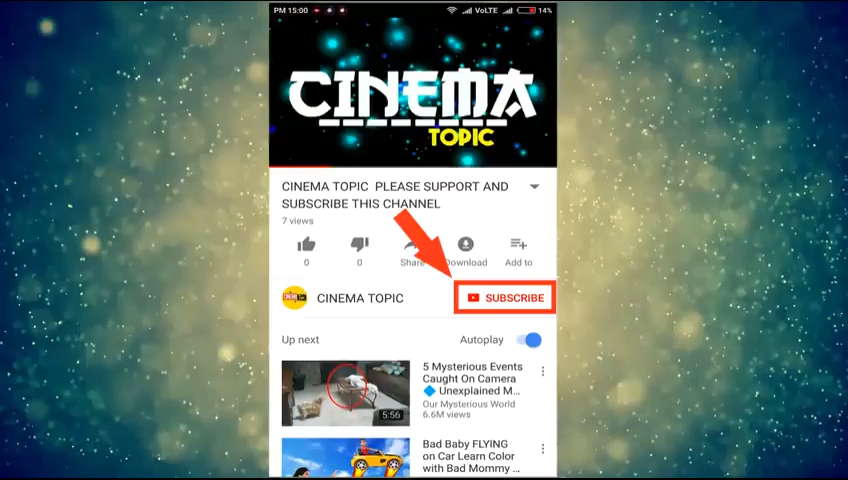 PM 15:00
VoLTE
14%
CINEMA
TOPIC
CINEMA TOPIC PLEASE SUPPORT AND
SUBSCRIBE THIS CHANNEL
7 views
0
0
Share
Download
Add to
CINEMA TOPIC
SUBSCRIBE
Up next
Autoplay
5:56
5 Mysterious Events
Caught On Camera
🔷 Unexplained M...
Our Mysterious World
6.6M views
Bad Baby FLYING
on Car Learn Color
with Bad Mommy ...